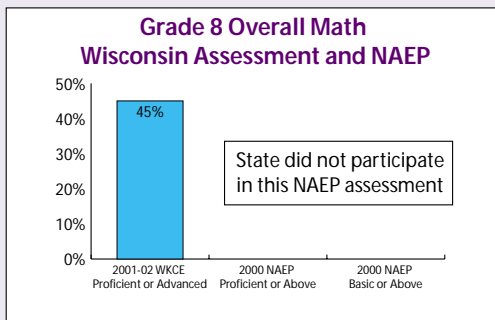 Grade 8 Overall Math
Wisconsin Assessment and NAEP
50%
45%
40%
30%
State did not participate
in this NAEP assessment
20%
10%
0%
2001-02 WKCE
Proficient or Advanced
2000 NAEP
Proficient or Above
2000 NAEP
Basic or Above